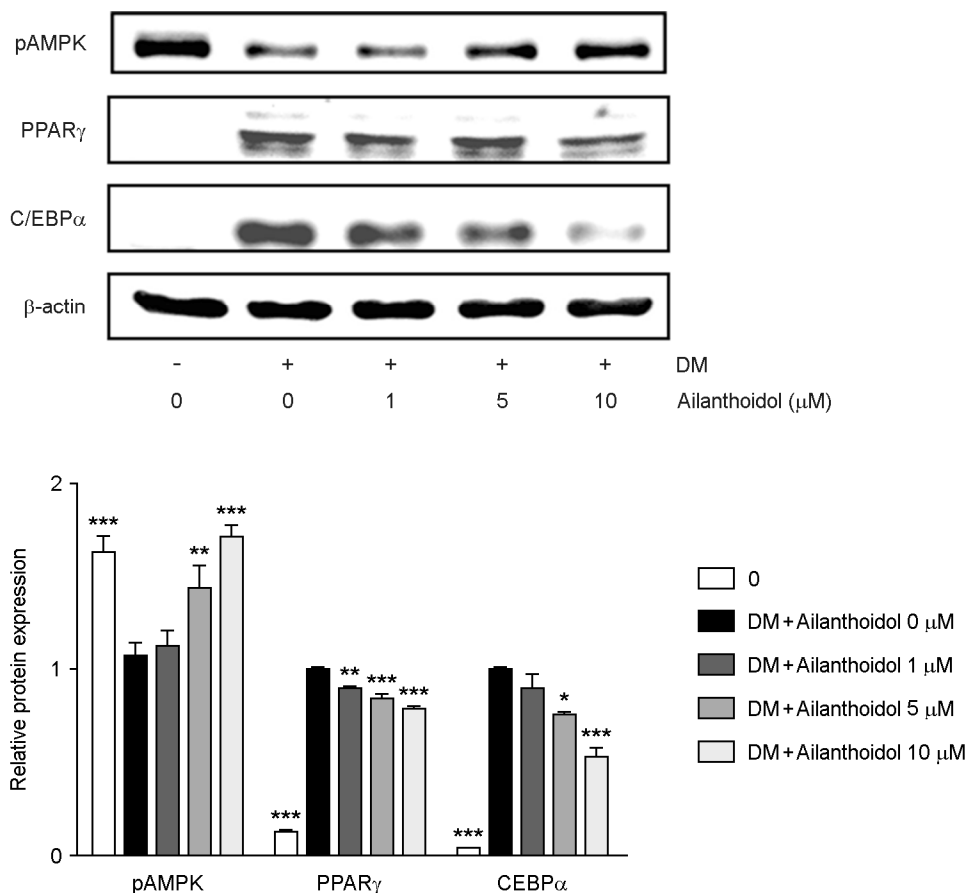 pAMPK
PPARγ
C/EBPα
β-actin
- + + + + DM
0 0 1 5 10 Ailanthoidol (μM)
Relative protein expression
2
1
0
*** ** ***
*** ** *** ***
*** * ***
pAMPK PPARγ CEBPα
0
DM+Ailanthoidol 0 μM
DM+Ailanthoidol 1 μM
DM+Ailanthoidol 5 μM
DM+Ailanthoidol 10 μM